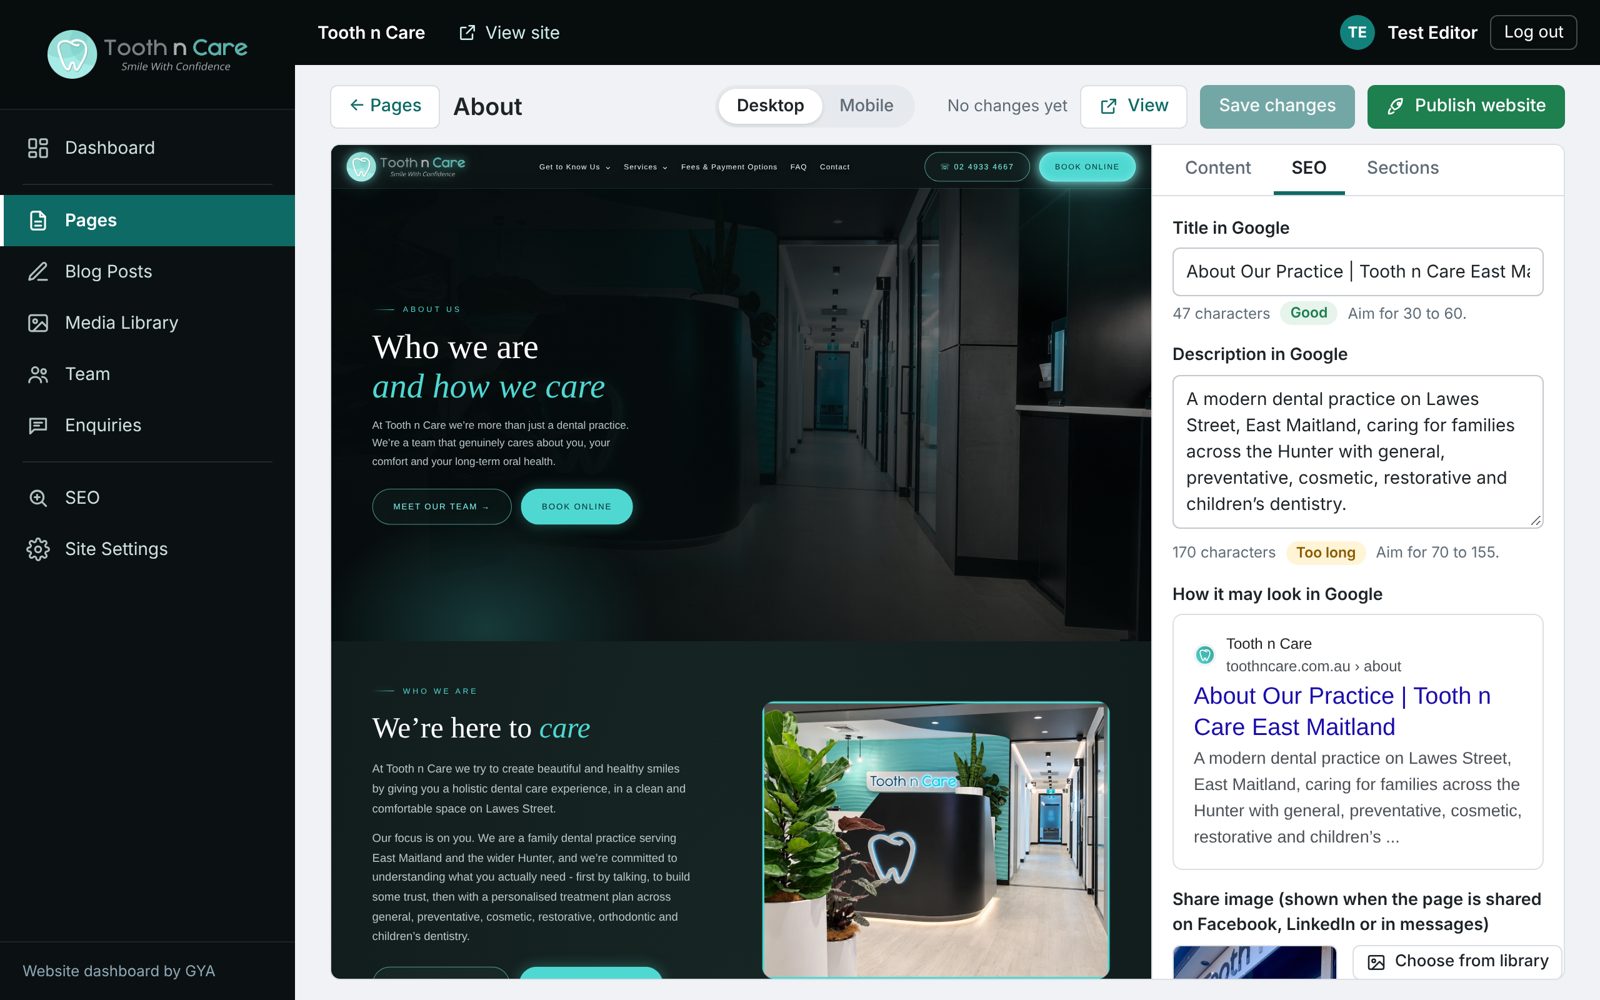 Tooth n Care
Smile With Confidence
Dashboard
Pages
Blog Posts
Media Library
Team
Enquiries
SEO
Site Settings
Website dashboard by GYA
Tooth n Care
View site
TE
Test Editor
Log out
← Pages
About
Desktop
Mobile
No changes yet
View
Save changes
Publish website
Tooth n Care
Smile With Confidence
Get to Know Us
Services
Fees & Payment Options
FAQ
Contact
☏ 02 4933 4667
BOOK ONLINE
ABOUT US
Who we are
and how we care
At Tooth n Care we’re more than just a dental practice.
We’re a team that genuinely cares about you, your
comfort and your long-term oral health.
MEET OUR TEAM →
BOOK ONLINE
WHO WE ARE
We’re here to care
At Tooth n Care we try to create beautiful and healthy smiles
by giving you a holistic dental care experience, in a clean and
comfortable space on Lawes Street.
Our focus is on you. We are a family dental practice serving
East Maitland and the wider Hunter, and we’re committed to
understanding what you actually need - first by talking, to build
some trust, then with a personalised treatment plan across
general, preventative, cosmetic, restorative, orthodontic and
children’s dentistry.
Tooth n Care
Content
SEO
Sections
Title in Google
About Our Practice | Tooth n Care East Ma
47 characters
Good
Aim for 30 to 60.
Description in Google
A modern dental practice on Lawes
Street, East Maitland, caring for families
across the Hunter with general,
preventative, cosmetic, restorative and
children’s dentistry.
170 characters
Too long
Aim for 70 to 155.
How it may look in Google
Tooth n Care
toothncare.com.au › about
About Our Practice | Tooth n
Care East Maitland
A modern dental practice on Lawes Street,
East Maitland, caring for families across the
Hunter with general, preventative, cosmetic,
restorative and children’s ...
Share image (shown when the page is shared
on Facebook, LinkedIn or in messages)
Choose from library